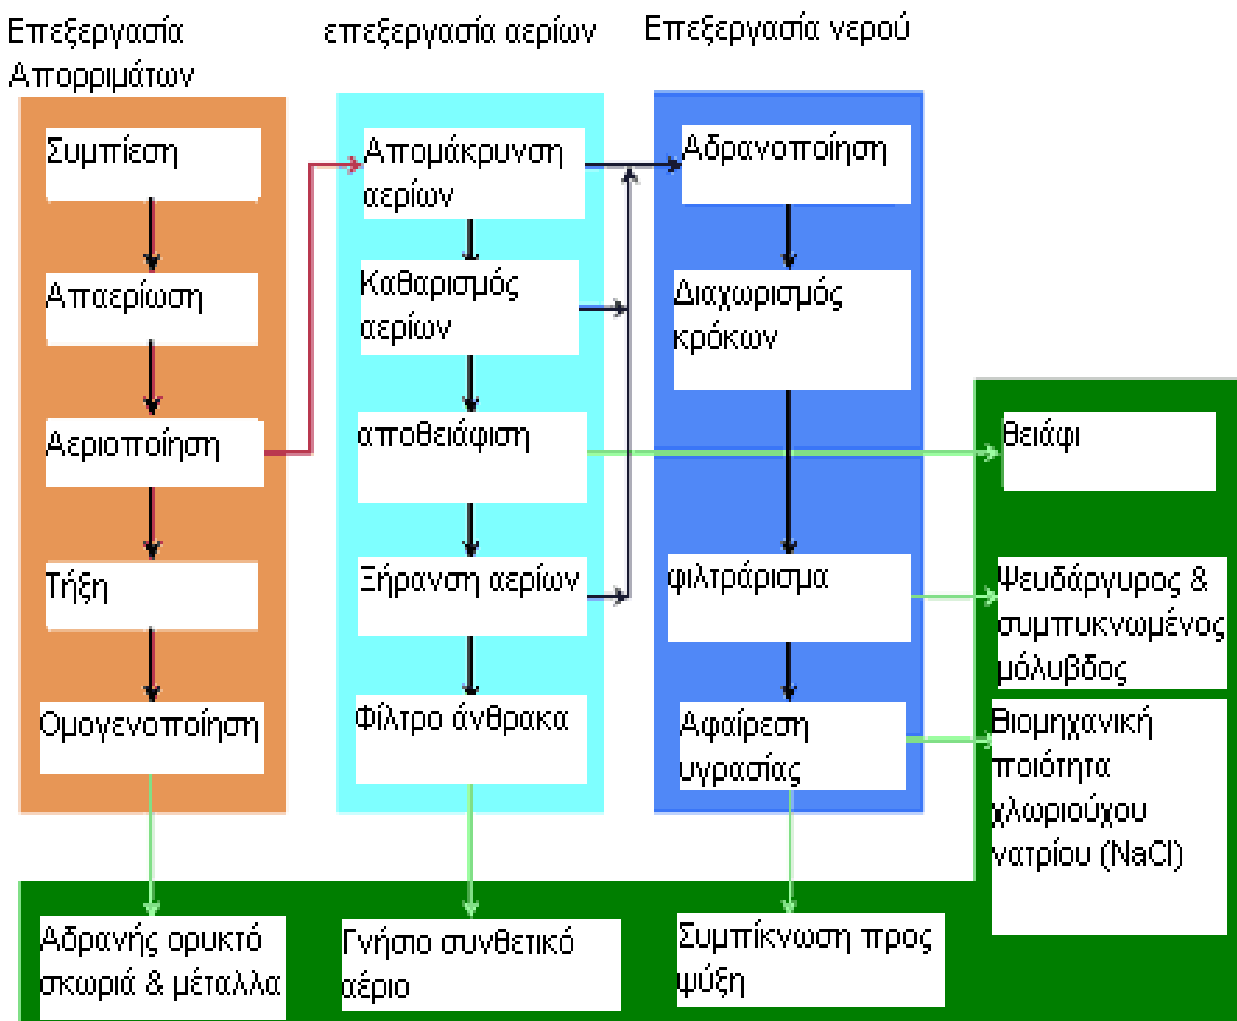 Επεξεργασία
Απορριμάτων
επεξεργασία αερίων
Επεξεργασία νερού
Συμπίεση
Απαερίωση
Αεριοποίηση
Τήξη
Ομογενοποίηση
Απομάκρυνση
αερίων
Καθαρισμός
αερίων
αποθειάφιση
Ξήρανση αερίων
Φίλτρο άνθρακα
Αδρανοποίηση
Διαχωρισμός
κρόκων
φιλτράρισμα
Αφαίρεση
υγρασίας
θειάφι
Ψευδάργυρος &
συμπυκνωμένος
μόλυβδος
Βιομηχανική
ποιότητα
χλωριούχου
νατρίου (NaCl)
Αδρανής ορυκτό
σκωριά & μέταλλα
Γνήσιο συνθετικό
αέριο
Συμπίκνωση προς
ψύξη